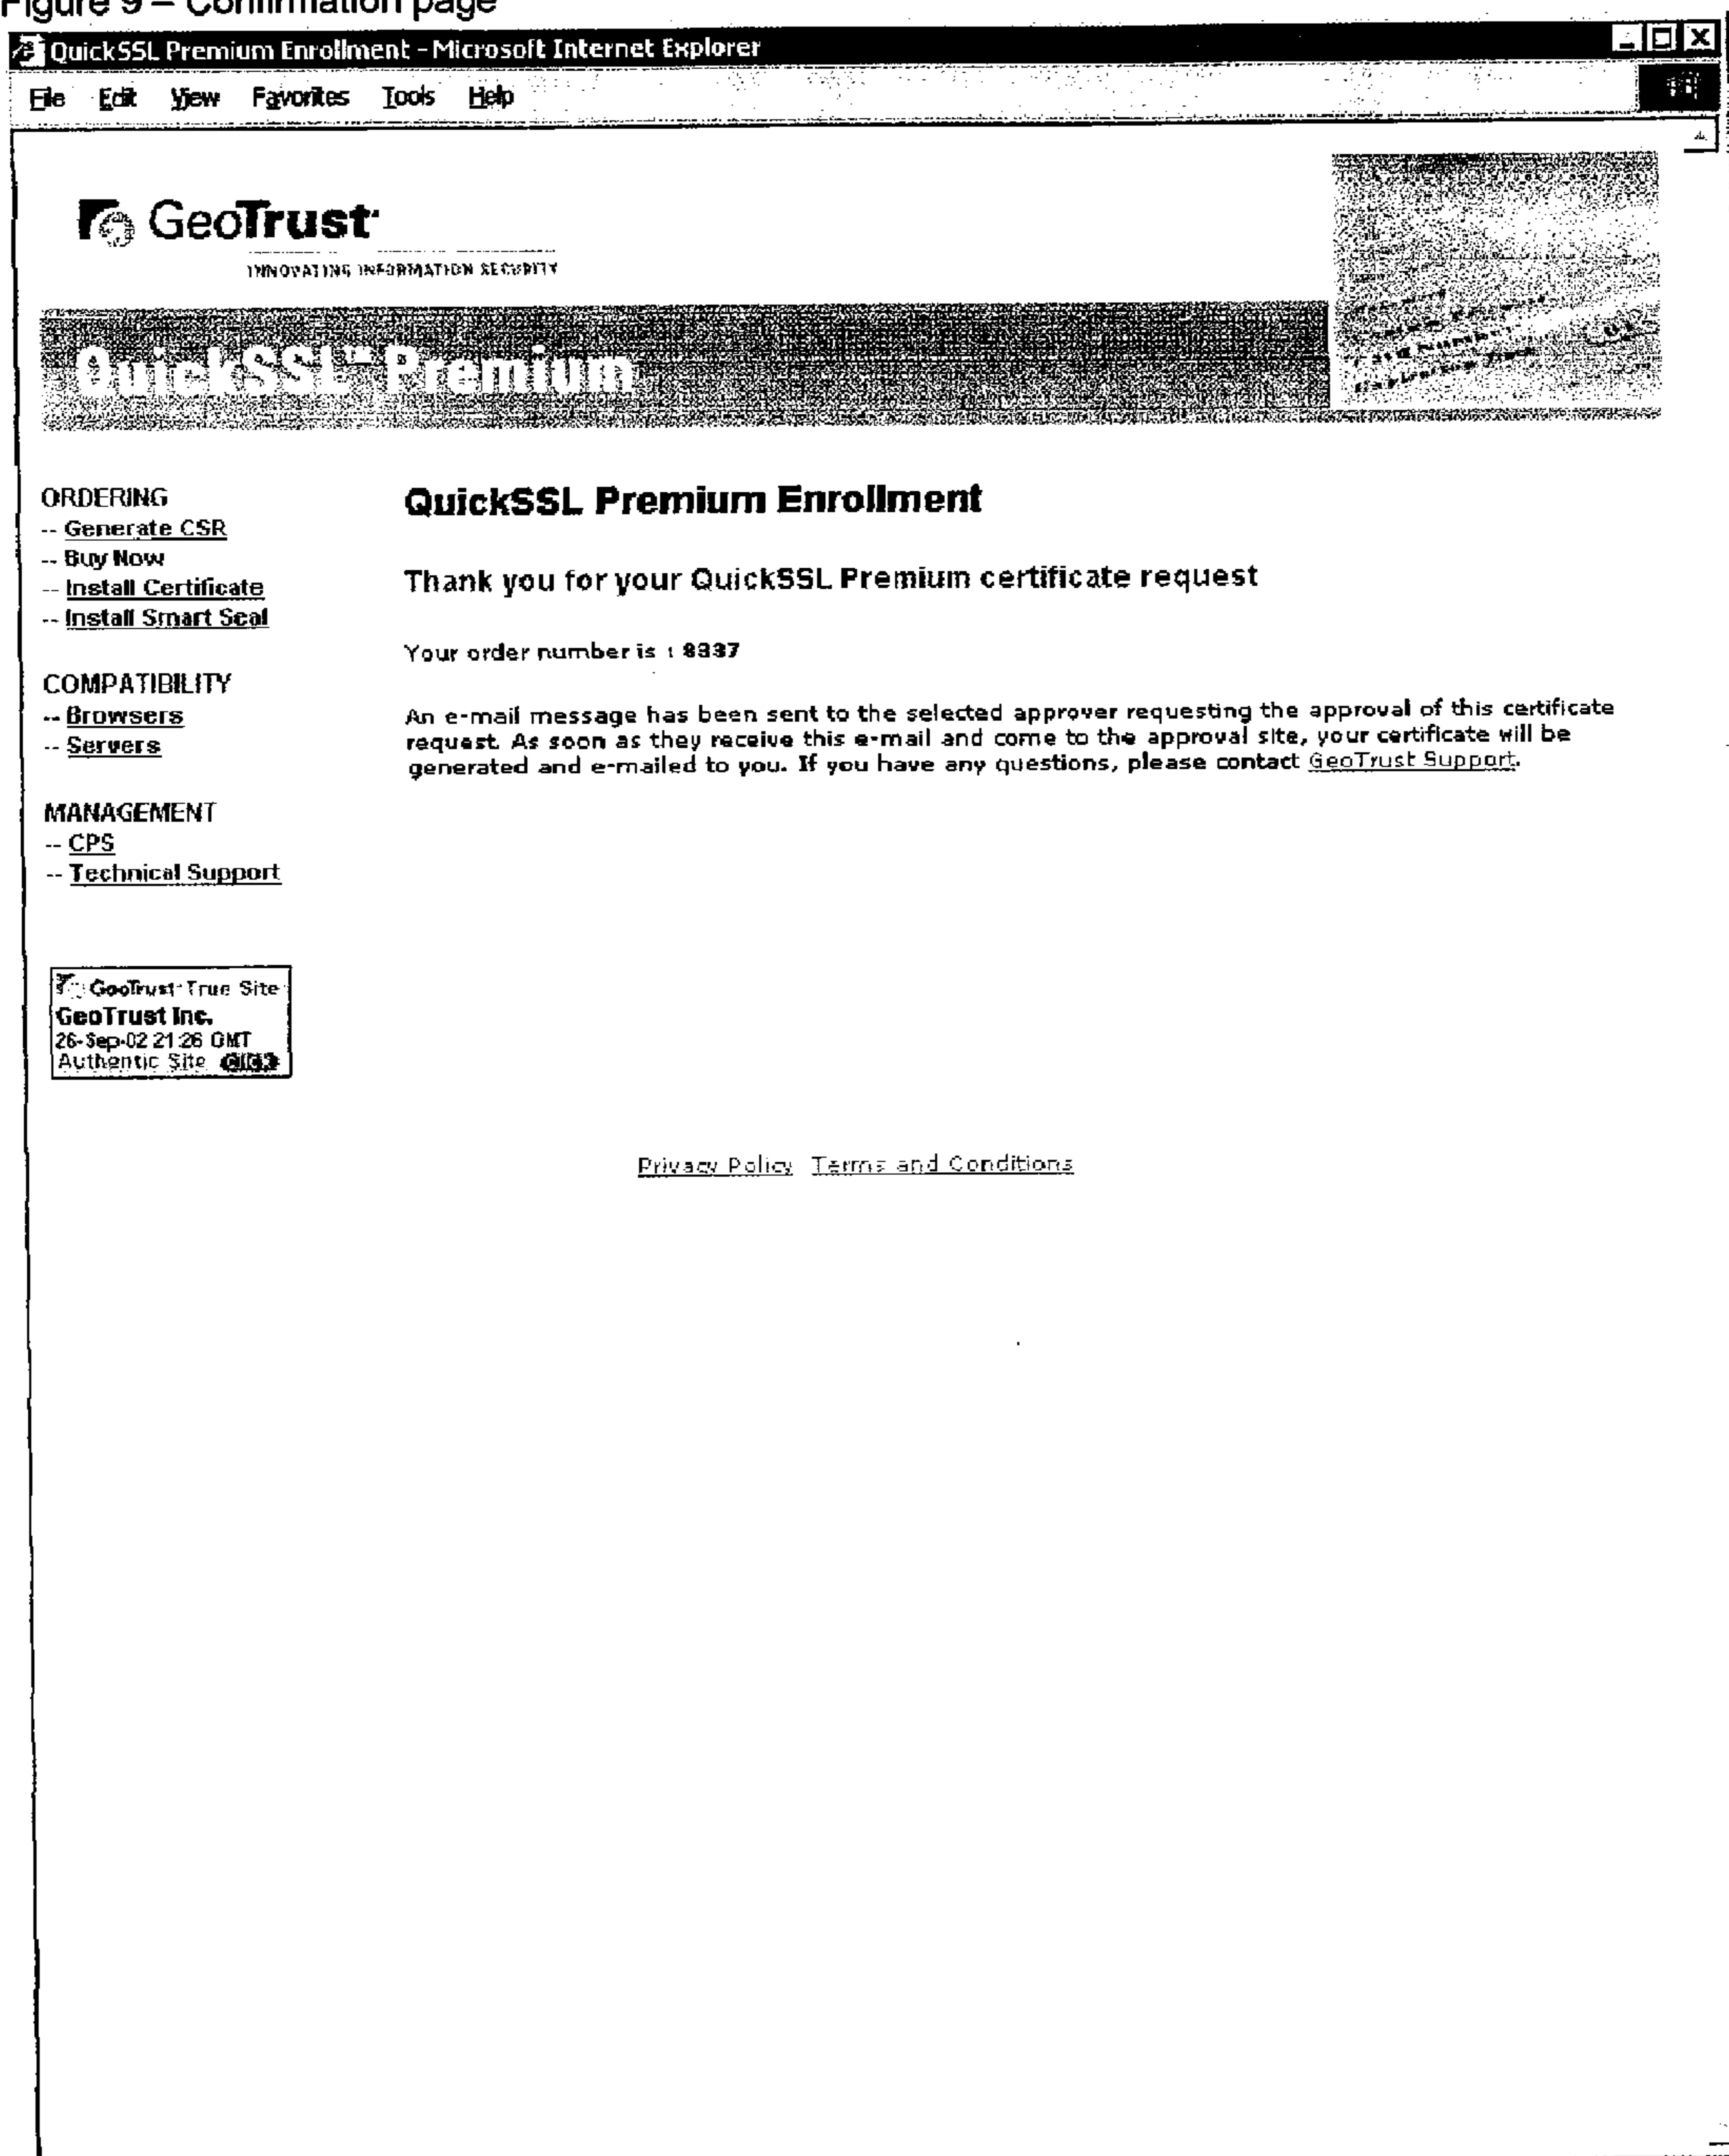 Figure 9 – Confirmation page
QuickSSL Premium Enrollment - Microsoft Internet Explorer
File Edit View Favorites Tools Help
GeoTrust
INNOVATING INFORMATION SECURITY
QuickSSL™ Premium
ORDERING
-- Generate CSR
-- Buy Now
-- Install Certificate
-- Install Smart Seal
COMPATIBILITY
-- Browsers
-- Servers
MANAGEMENT
-- CPS
-- Technical Support
GeoTrust True Site
GeoTrust Inc.
26-Sep-02 21:26 GMT
Authentic Site
QuickSSL Premium Enrollment
Thank you for your QuickSSL Premium certificate request
Your order number is : 8337
An e-mail message has been sent to the selected approver requesting the approval of this certificate
request. As soon as they receive this e-mail and come to the approval site, your certificate will be
generated and e-mailed to you. If you have any questions, please contact GeoTrust Support.
Privacy Policy Terms and Conditions